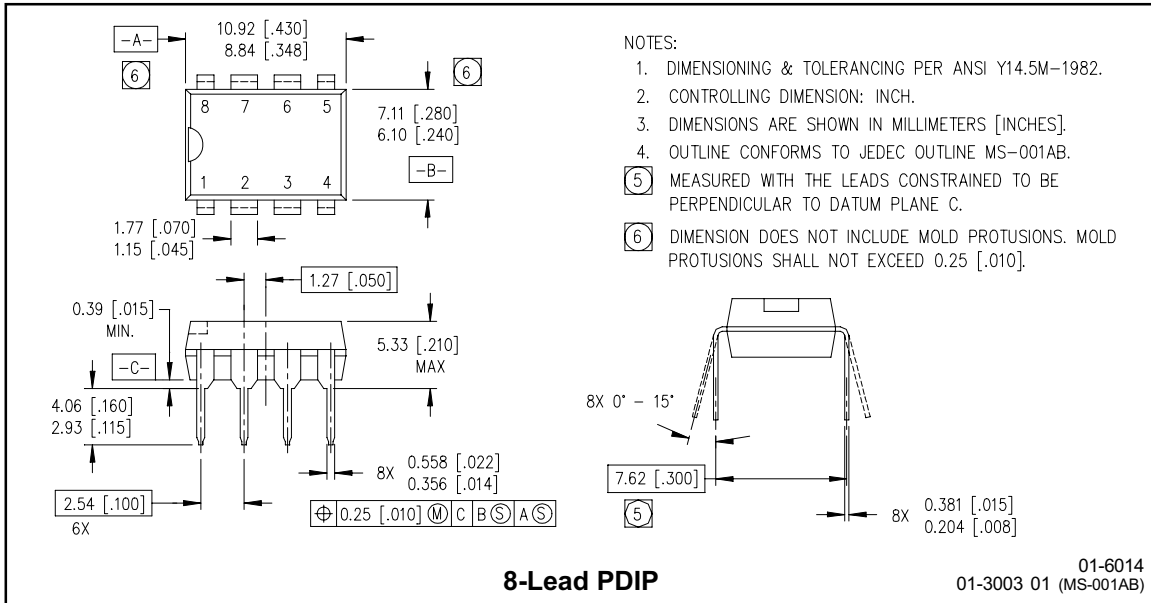 -A-
10.92 [.430]
8.84 [.348]
6
6
8 7 6 5
7.11 [.280]
6.10 [.240]
-B-
1 2 3 4
1.77 [.070]
1.15 [.045]
1.27 [.050]
0.39 [.015]
MIN.
5.33 [.210]
MAX
-C-
4.06 [.160]
2.93 [.115]
8X 0.558 [.022]
0.356 [.014]
2.54 [.100]
6X
⌖ 0.25 [.010] Ⓜ C B Ⓢ A Ⓢ
NOTES:
1. DIMENSIONING & TOLERANCING PER ANSI Y14.5M-1982.
2. CONTROLLING DIMENSION: INCH.
3. DIMENSIONS ARE SHOWN IN MILLIMETERS [INCHES].
4. OUTLINE CONFORMS TO JEDEC OUTLINE MS-001AB.
5 MEASURED WITH THE LEADS CONSTRAINED TO BE
PERPENDICULAR TO DATUM PLANE C.
6 DIMENSION DOES NOT INCLUDE MOLD PROTUSIONS. MOLD
PROTUSIONS SHALL NOT EXCEED 0.25 [.010].
8X 0° - 15°
7.62 [.300]
5
8X 0.381 [.015]
0.204 [.008]
8-Lead PDIP
01-6014
01-3003 01 (MS-001AB)